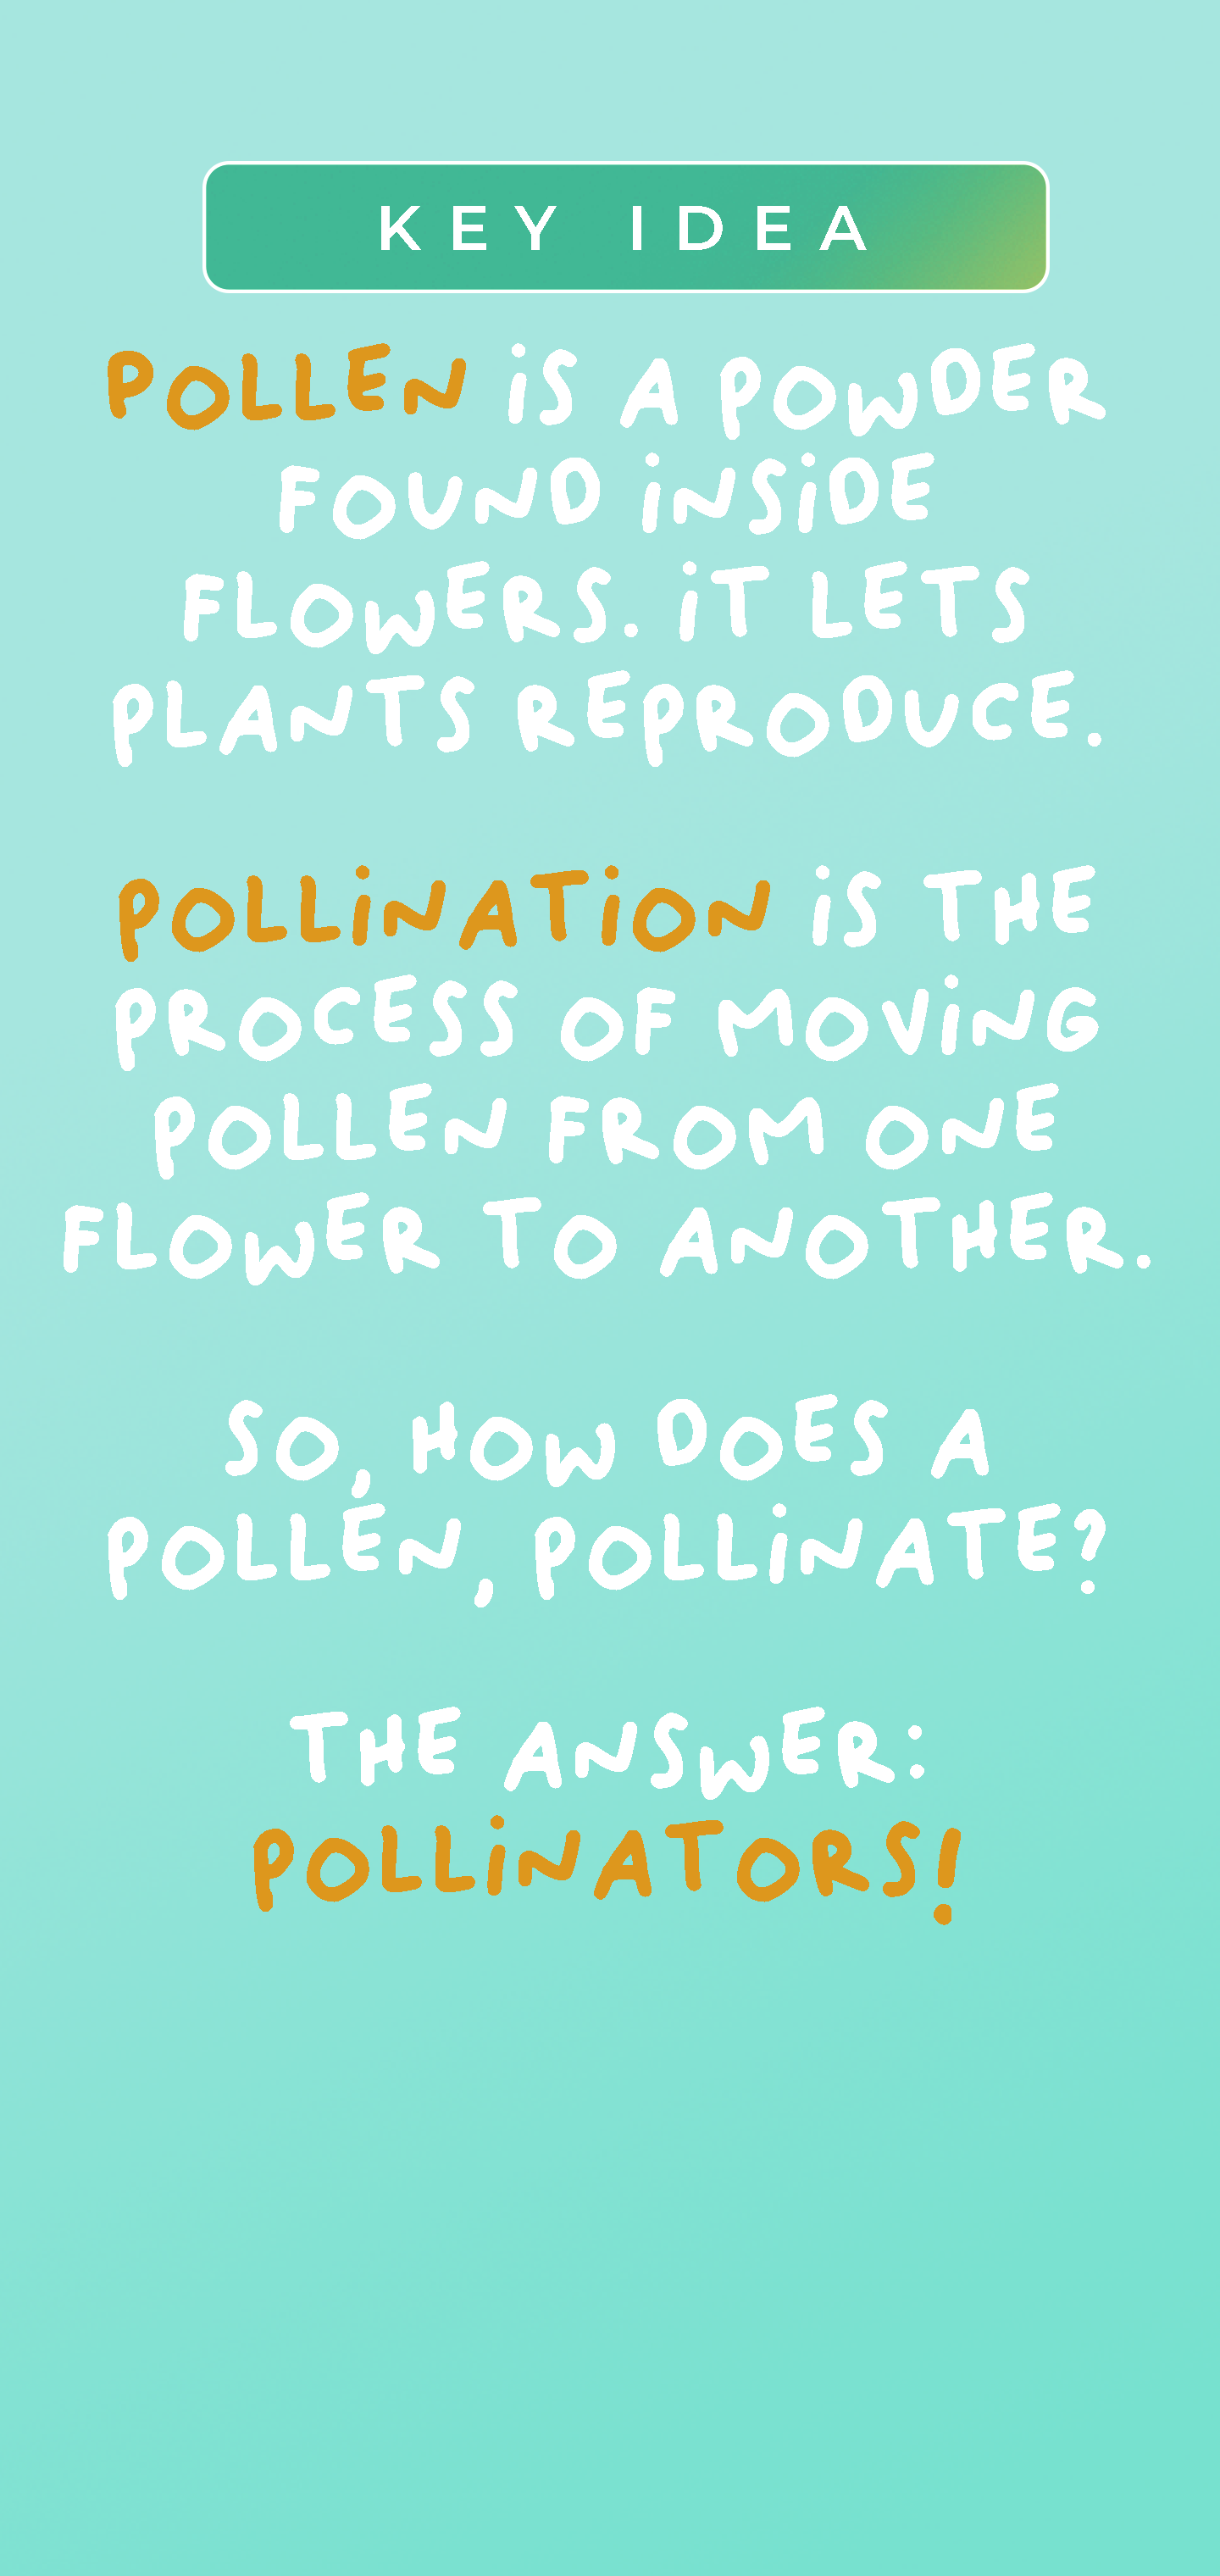 KEY IDEA
POLLEN iS A POWDER
FOUND iNSiDE
FLOWERS. iT LETS
PLANTS REPRODUCE.
POLLiNATiON iS THE
PROCESS OF MOViNG
POLLEN FROM ONE
FLOWER TO ANOTHER.
SO, HOW DOES A
POLLEN, POLLiNATE?
THE ANSWER:
POLLiNATORS!